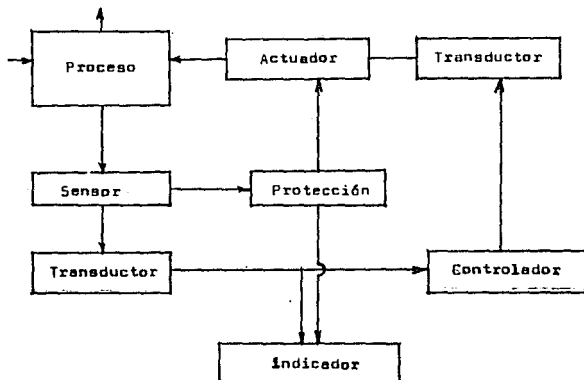 Proceso
Actuador
Transductor
Sensor
Protección
Transductor
Controlador
indicador